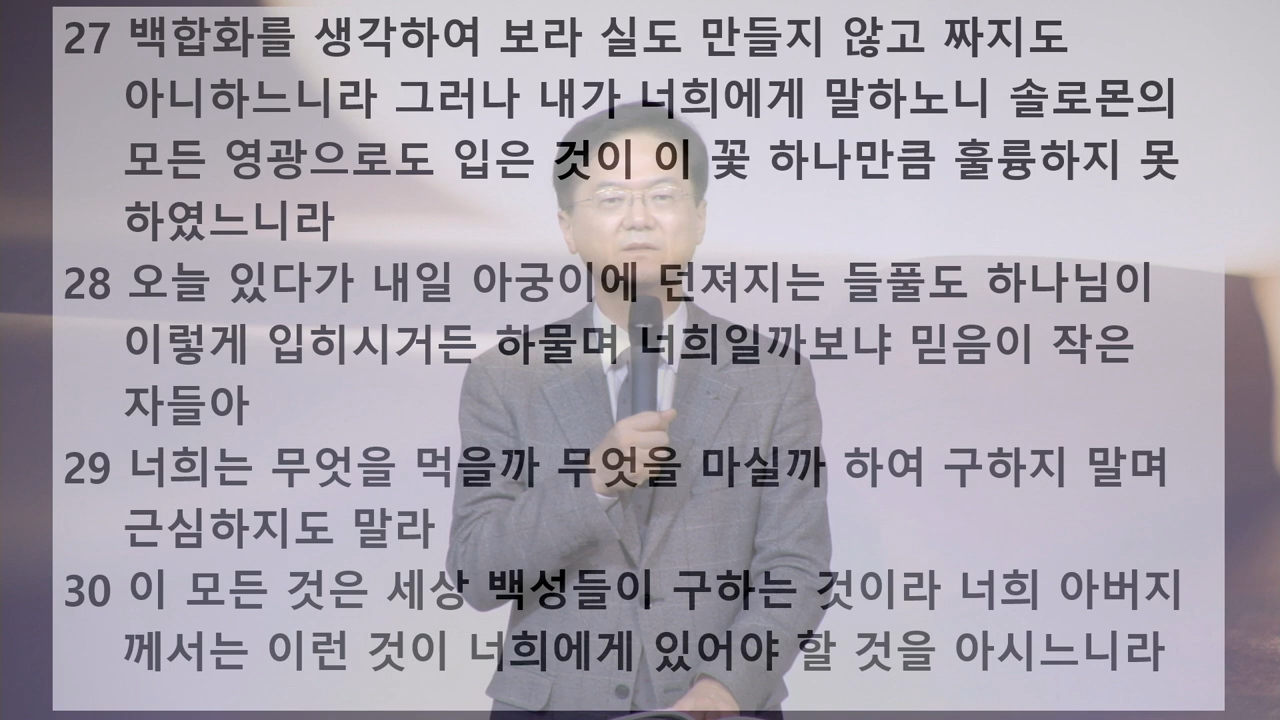 27 백합화를 생각하여 보라 실도 만들지 않고 짜지도
아니하느니라 그러나 내가 너희에게 말하노니 솔로몬의
모든 영광으로도 입은 것이 이 꽃 하나만큼 훌륭하지 못
하였느니라
28 오늘 있다가 내일 아궁이에 던져지는 들풀도 하나님이
이렇게 입히시거든 하물며 너희일까보냐 믿음이 작은
자들아
29 너희는 무엇을 먹을까 무엇을 마실까 하여 구하지 말며
근심하지도 말라
30 이 모든 것은 세상 백성들이 구하는 것이라 너희 아버지
께서는 이런 것이 너희에게 있어야 할 것을 아시느니라